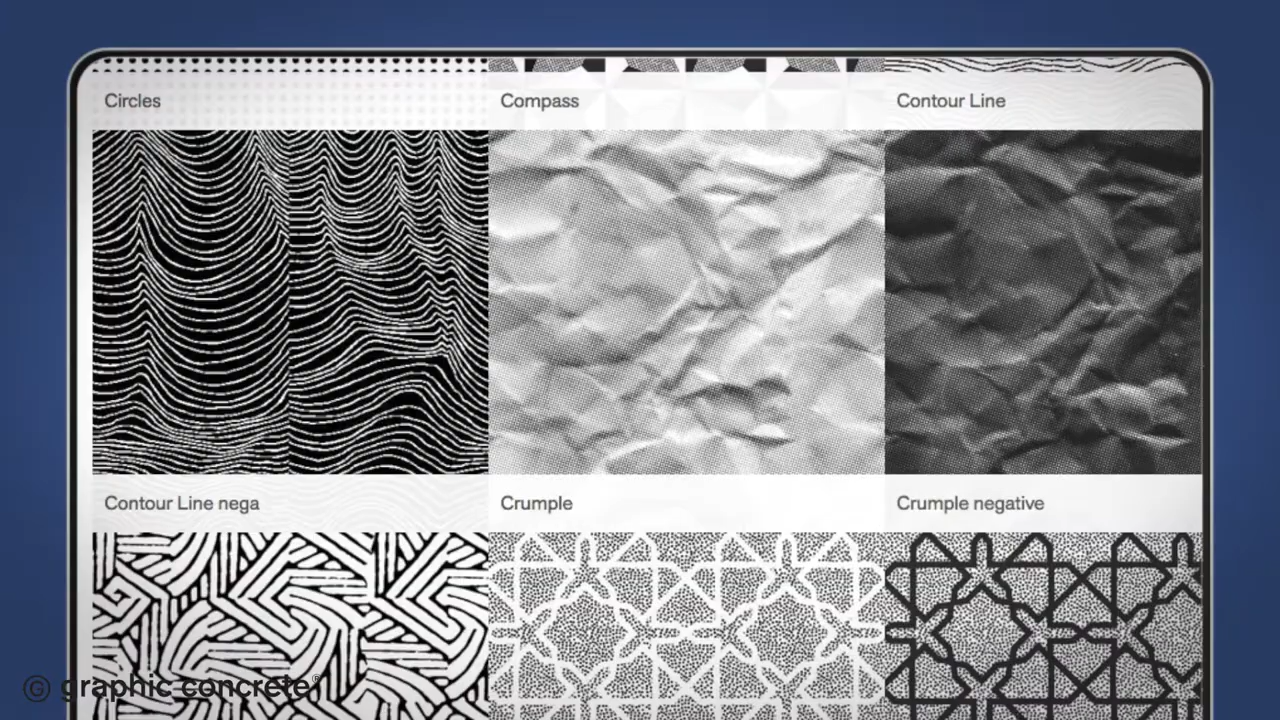 Circles
Compass
Contour Line
Contour Line nega
Crumple
Crumple negative
graphic concrete®